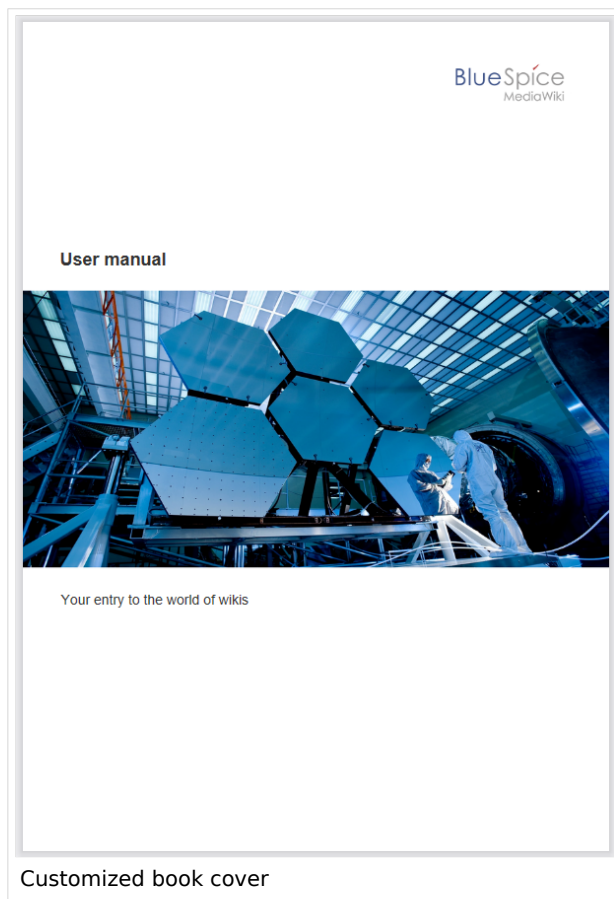 BlueSpice
MediaWiki
User manual
Your entry to the world of wikis
Customized book cover